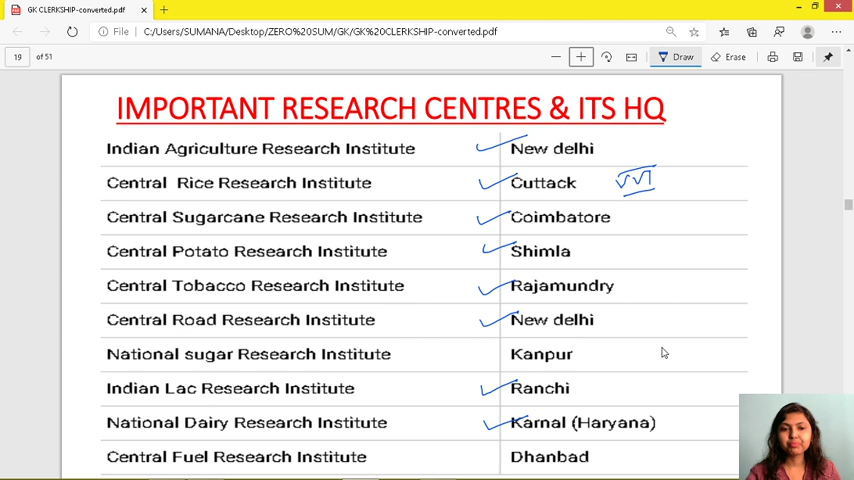 GK CLERKSHIP-converted.pdf
File C:/Users/SUMANA/Desktop/ZERO%20SUM/GK/GK%20CLERKSHIP-converted.pdf
19 of 51 Draw Erase
IMPORTANT RESEARCH CENTRES & ITS HQ
Indian Agriculture Research Institute New delhi
Central Rice Research Institute Cuttack VVI
Central Sugarcane Research Institute Coimbatore
Central Potato Research Institute Shimla
Central Tobacco Research Institute Rajamundry
Central Road Research Institute New delhi
National sugar Research Institute Kanpur
Indian Lac Research Institute Ranchi
National Dairy Research Institute Karnal (Haryana)
Central Fuel Research Institute Dhanbad